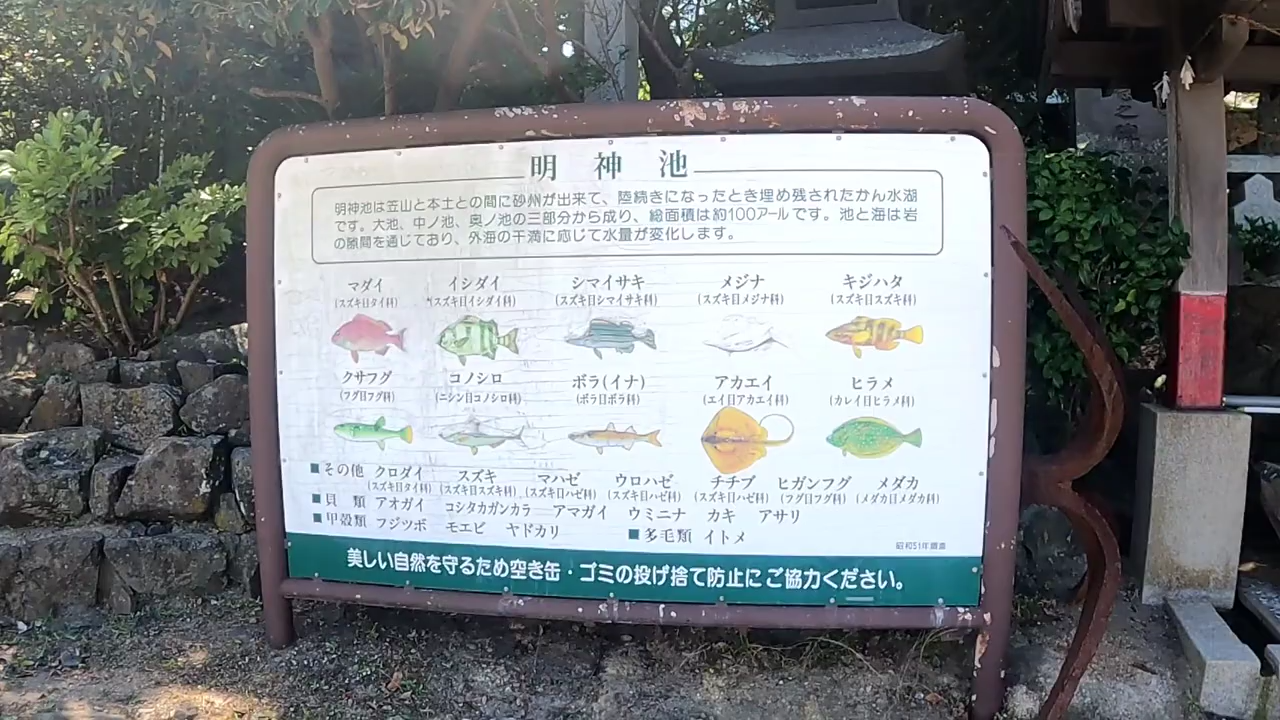 明神池
明神池は笠山と本土との間に砂州が出来て、陸続きになったとき埋め残されたかん水湖
です。大池、中ノ池、奥ノ池の三部分から成り、総面積は約100アールです。池と海は岩
の隙間を通じており、外海の干満に応じて水量が変化します。
マダイ イシダイ シマイサキ メジナ キジハタ
(スズキ目タイ科) (スズキ目イシダイ科) (スズキ目シマイサキ科) (スズキ目メジナ科) (スズキ目スズキ科)
クサフグ コノシロ ボラ(イナ) アカエイ ヒラメ
(フグ目フグ科) (ニシン目コノシロ科) (ボラ目ボラ科) (エイ目アカエイ科) (カレイ目ヒラメ科)
■その他 クロダイ スズキ マハゼ ウロハゼ チチブ ヒガンフグ メダカ
(スズキ目タイ科) (スズキ目スズキ科) (スズキ目ハゼ科) (スズキ目ハゼ科) (スズキ目ハゼ科) (フグ目フグ科) (メダカ目メダカ科)
■貝類 アオガイ コシタカガンカラ アマガイ ウミニナ カキ アサリ
■甲殻類 フジツボ モエビ ヤドカリ ■多毛類 イトメ
昭和51年調査
美しい自然を守るため空き缶・ゴミの投げ捨て防止にご協力ください。